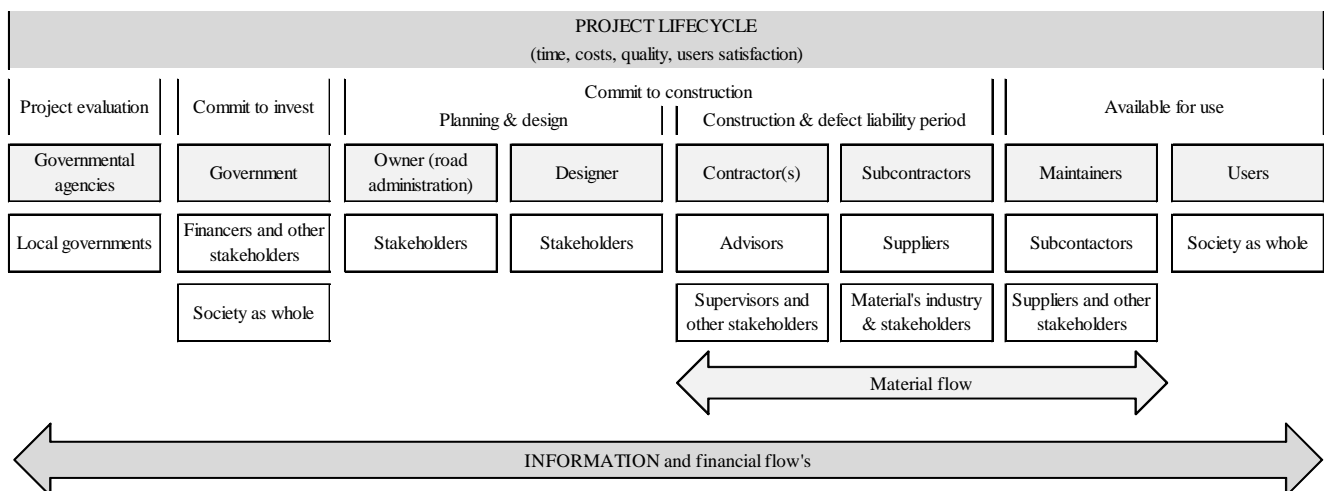 PROJECT LIFECYCLE
(time, costs, quality, users satisfaction)
Project evaluation
Commit to invest
Commit to construction
Planning & design
Construction & defect liability period
Available for use
Governmental
agencies
Government
Owner (road
administration)
Designer
Contractor(s)
Subcontractors
Maintainers
Users
Local governments
Financers and other
stakeholders
Stakeholders
Stakeholders
Advisors
Suppliers
Subcontactors
Society as whole
Society as whole
Supervisors and
other stakeholders
Material's industry
& stakeholders
Suppliers and other
stakeholders
Material flow
INFORMATION and financial flow's